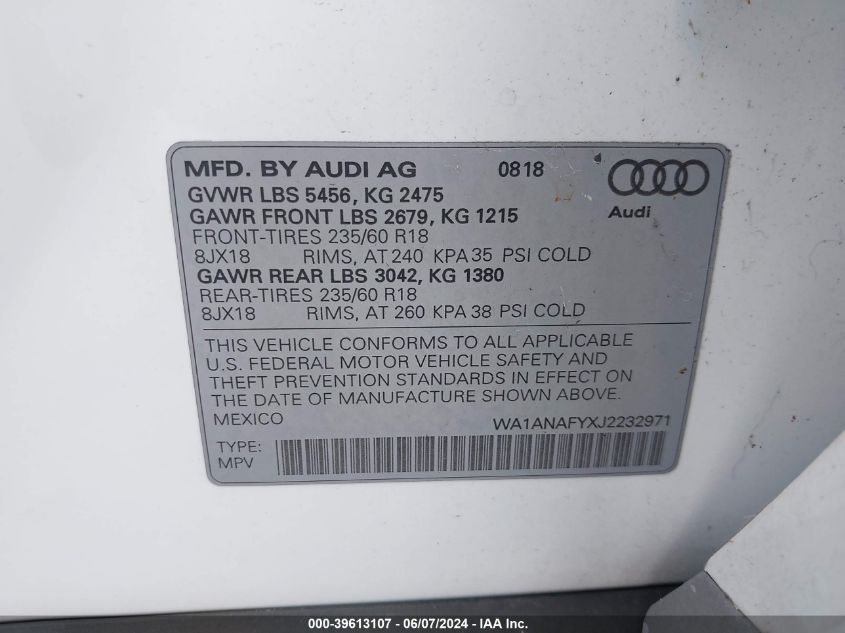 MFD. BY AUDI AG 0818
GVWR LBS 5456, KG 2475
GAWR FRONT LBS 2679, KG 1215
Audi
FRONT-TIRES 235/60 R18
8JX18 RIMS, AT 240 KPA 35 PSI COLD
GAWR REAR LBS 3042, KG 1380
REAR-TIRES 235/60 R18
8JX18 RIMS, AT 260 KPA 38 PSI COLD
THIS VEHICLE CONFORMS TO ALL APPLICABLE
U.S. FEDERAL MOTOR VEHICLE SAFETY AND
THEFT PREVENTION STANDARDS IN EFFECT ON
THE DATE OF MANUFACTURE SHOWN ABOVE.
MEXICO WA1ANAFYXJ2232971
TYPE:
MPV
000-39613107 - 06/07/2024 - IAA Inc.